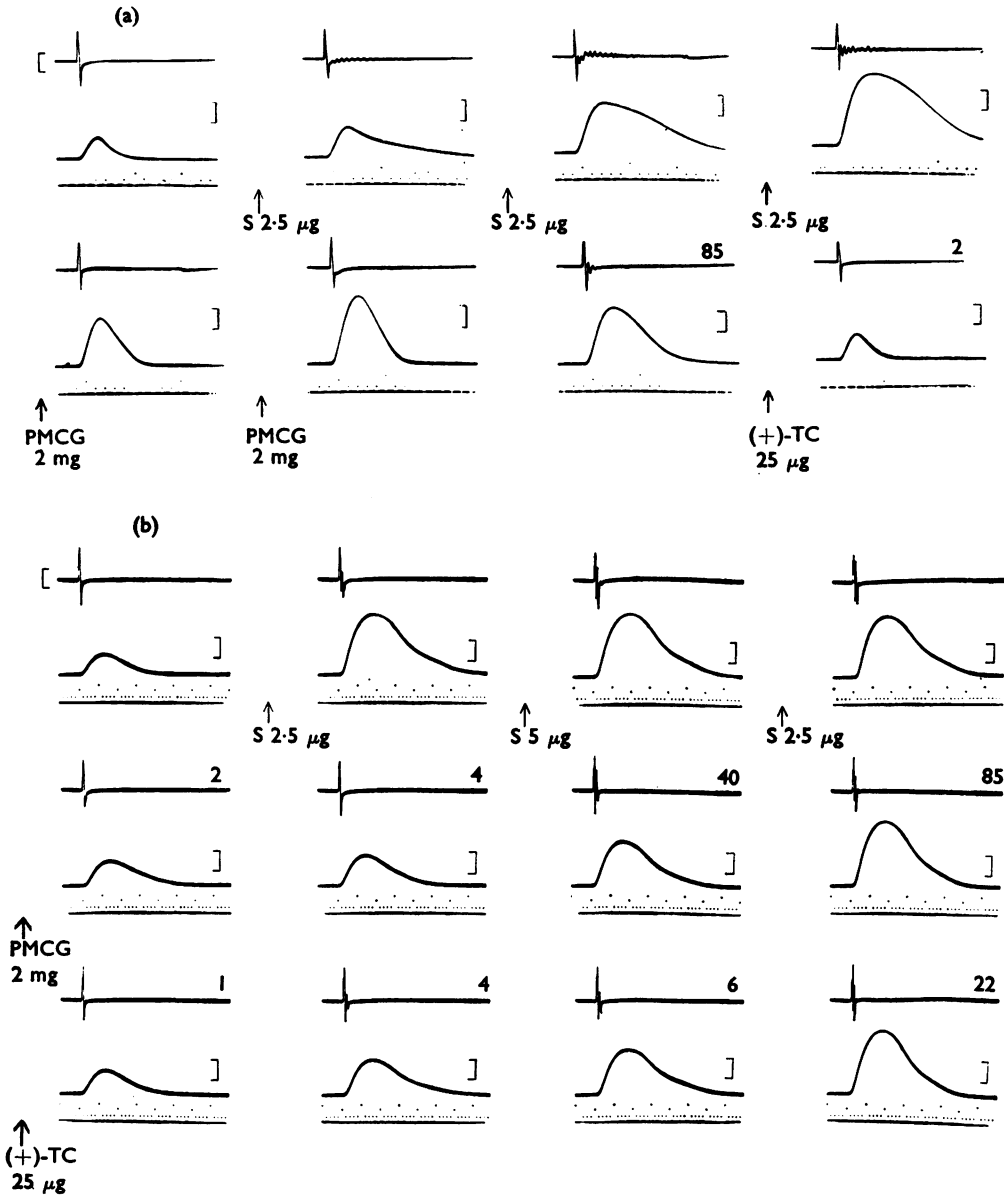 (a)
S 2·5 μg
S 2·5 μg
S 2·5 μg
85
2
PMCG
2 mg
PMCG
2 mg
(+)-TC
25 μg
(b)
S 2·5 μg
S 5 μg
S 2·5 μg
2
4
40
85
PMCG
2 mg
1
4
6
22
(+)-TC
25 μg